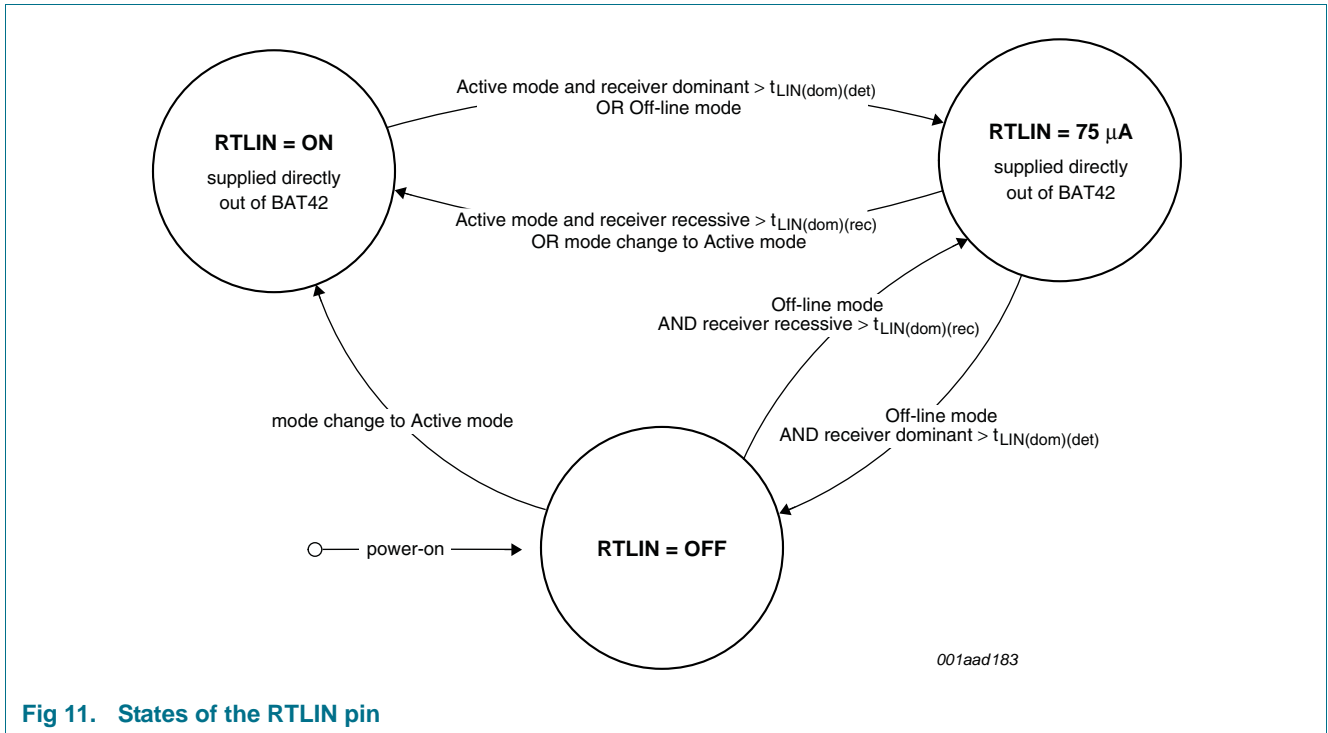 Active mode and receiver dominant > tLIN(dom)(det)
OR Off-line mode
RTLIN = ON
supplied directly
out of BAT42
RTLIN = 75 μA
supplied directly
out of BAT42
Active mode and receiver recessive > tLIN(dom)(rec)
OR mode change to Active mode
Off-line mode
AND receiver recessive > tLIN(dom)(rec)
mode change to Active mode
Off-line mode
AND receiver dominant > tLIN(dom)(det)
power-on
RTLIN = OFF
001aad183
Fig 11. States of the RTLIN pin